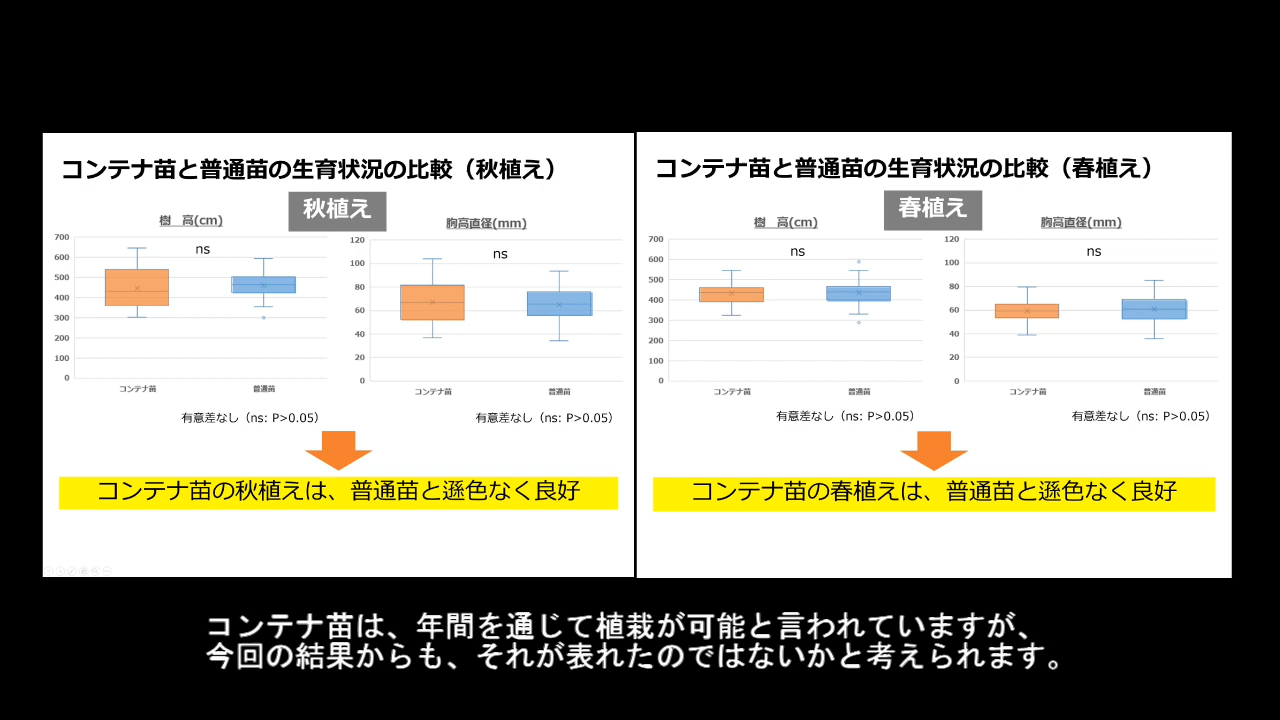 コンテナ苗と普通苗の生育状況の比較（秋植え）
秋植え
樹　高(cm)
ns
700
600
500
400
300
200
100
0
コンテナ苗
普通苗
有意差なし（ns: P>0.05）
胸高直径(mm)
ns
120
100
80
60
40
20
0
コンテナ苗
普通苗
有意差なし（ns: P>0.05）
コンテナ苗の秋植えは、普通苗と遜色なく良好
コンテナ苗と普通苗の生育状況の比較（春植え）
春植え
樹　高(cm)
ns
700
600
500
400
300
200
100
0
コンテナ苗
普通苗
有意差なし（ns: P>0.05）
胸高直径(mm)
ns
120
100
80
60
40
20
0
コンテナ苗
普通苗
有意差なし（ns: P>0.05）
コンテナ苗の春植えは、普通苗と遜色なく良好
コンテナ苗は、年間を通じて植栽が可能と言われていますが、
今回の結果からも、それが表れたのではないかと考えられます。